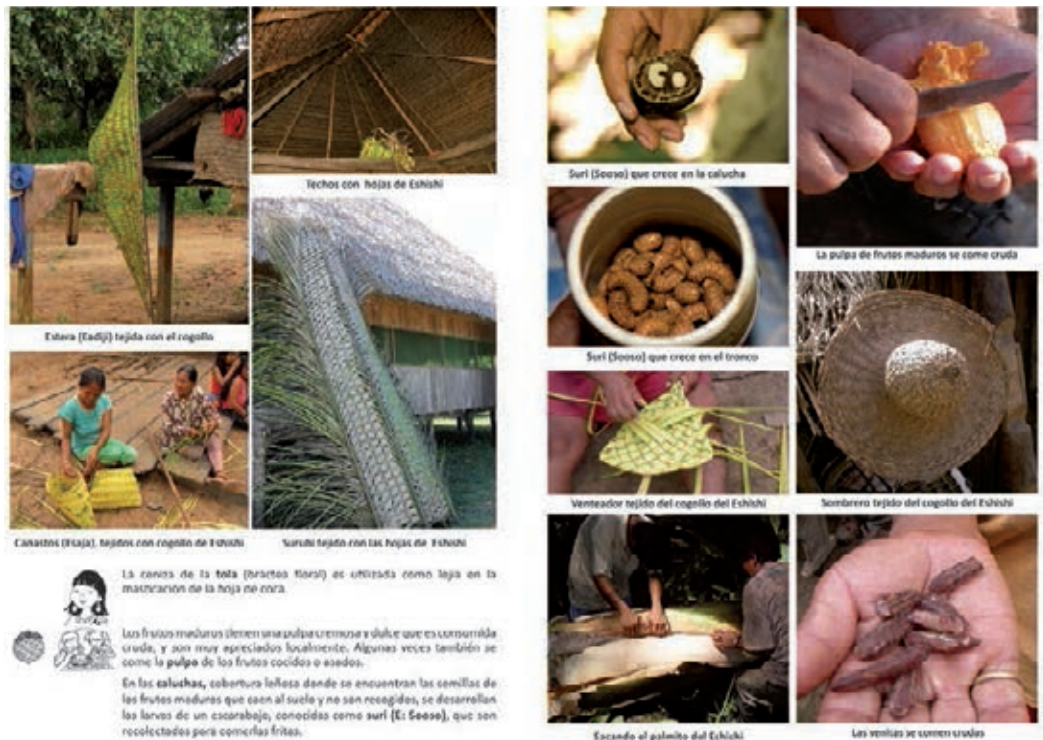 Techos con hojas de Eshishi
Estera (Eadiji) tejida con el cogollo
Canastos (Esaja), tejidos con cogollo de Eshishi
Surubi tejido con las hojas de Eshishi
La ceniza de la tola (bráctea floral) es utilizada como lejía en la
masticación de la hoja de coca.
Los frutos maduros tienen una pulpa cremosa y dulce que es consumida
cruda, y son muy apreciados localmente. Algunas veces también se
come la pulpa de los frutos cocidos o asados.
En las caluchas, cobertura leñosa donde se encuentran las semillas de
los frutos maduros que caen al suelo y no son recogidos, se desarrollan
las larvas de un escarabajo, conocidas como suri (E: Sooso), que son
recolectados para comerlas fritas.
Suri (Sooso) que crece en la calucha
La pulpa de frutos maduros se come cruda
Suri (Sooso) que crece en el tronco
Venteador tejido del cogollo del Eshishi
Sombrero tejido del cogollo del Eshishi
Sacando el palmito del Eshishi
Las se comen crudas